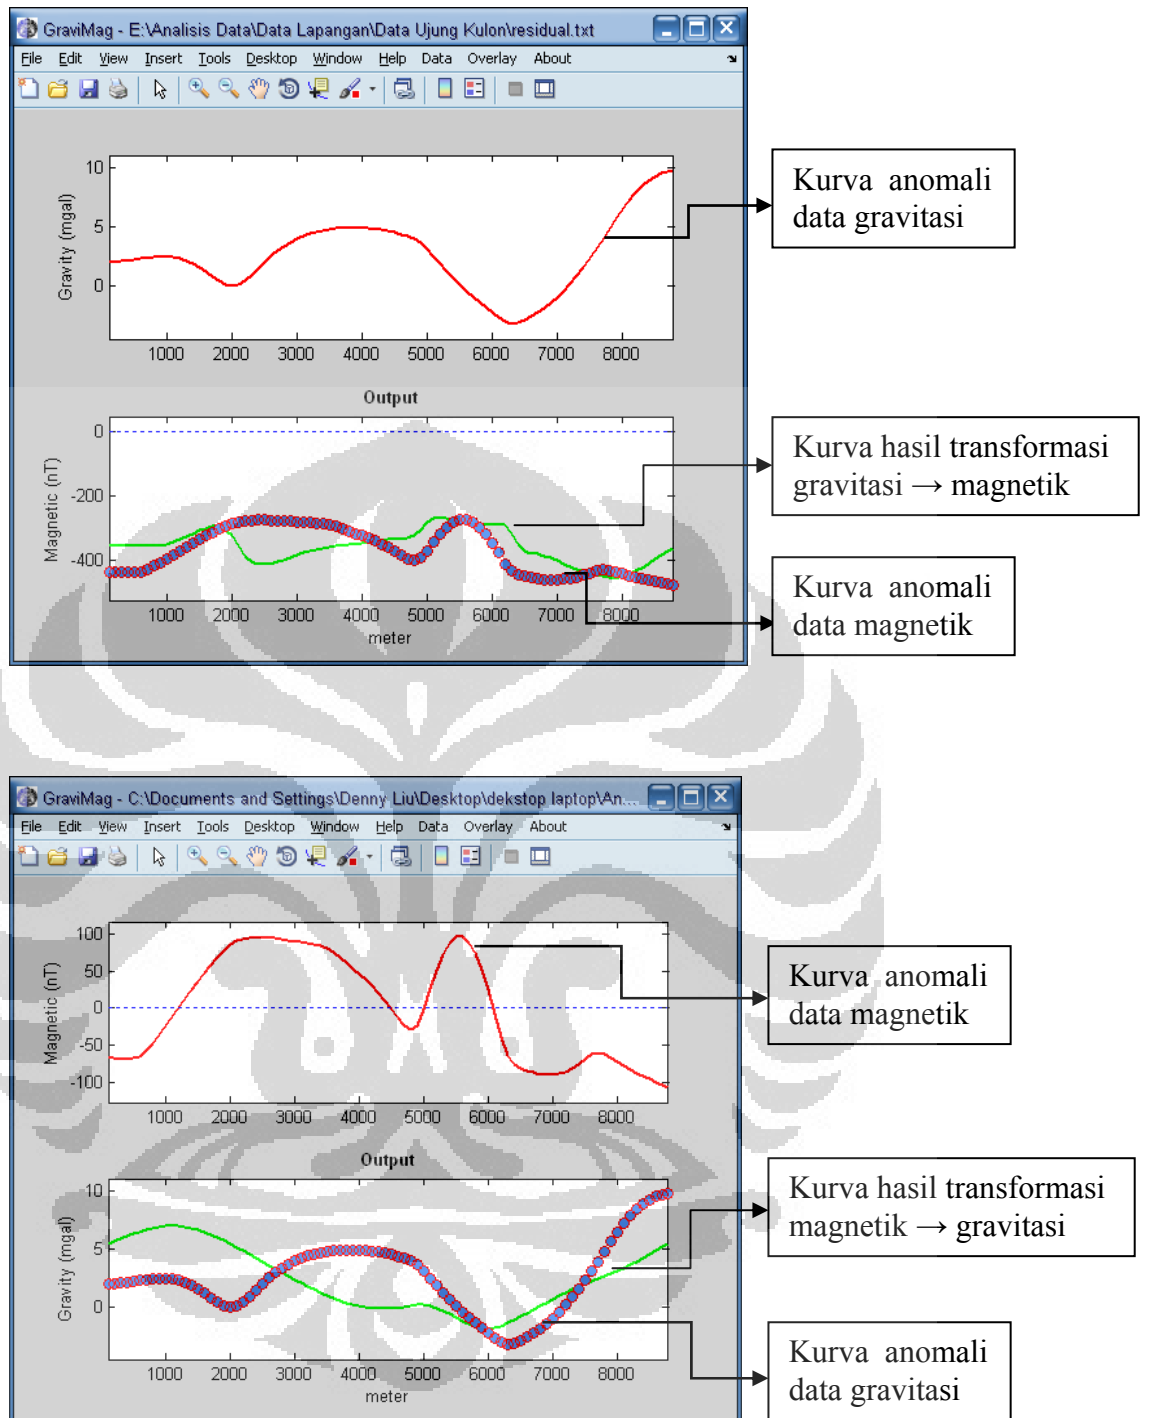 GraviMag - E:\Analisis Data\Data Lapangan\Data Ujung Kulon\residual.txt
File Edit View Insert Tools Desktop Window Help Data Overlay About
10
5
0
Gravity (mgal)
1000 2000 3000 4000 5000 6000 7000 8000
Kurva anomali
data gravitasi
Output
0
-200
-400
Magnetic (nT)
1000 2000 3000 4000 5000 6000 7000 8000
meter
Kurva hasil transformasi
gravitasi → magnetik
Kurva anomali
data magnetik
GraviMag - C:\Documents and Settings\Denny Liu\Desktop\dekstop laptop\An...
File Edit View Insert Tools Desktop Window Help Data Overlay About
100
50
0
-50
-100
Magnetic (nT)
1000 2000 3000 4000 5000 6000 7000 8000
Kurva anomali
data magnetik
Output
10
5
0
Gravity (mgal)
1000 2000 3000 4000 5000 6000 7000 8000
meter
Kurva hasil transformasi
magnetik → gravitasi
Kurva anomali
data gravitasi